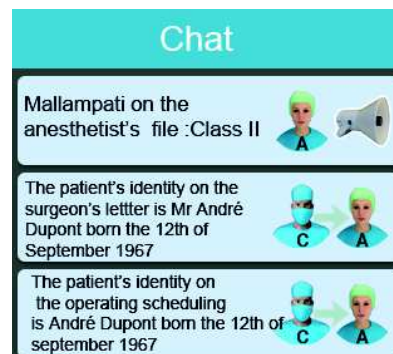 Chat
Mallampati on the
anesthetist's file :Class II
A
The patient's identity on the
surgeon's lettter is Mr André
Dupont born the 12th of
September 1967
C A
The patient's identity on
the operating scheduling
is André Dupont born the 12th of
september 1967
C A